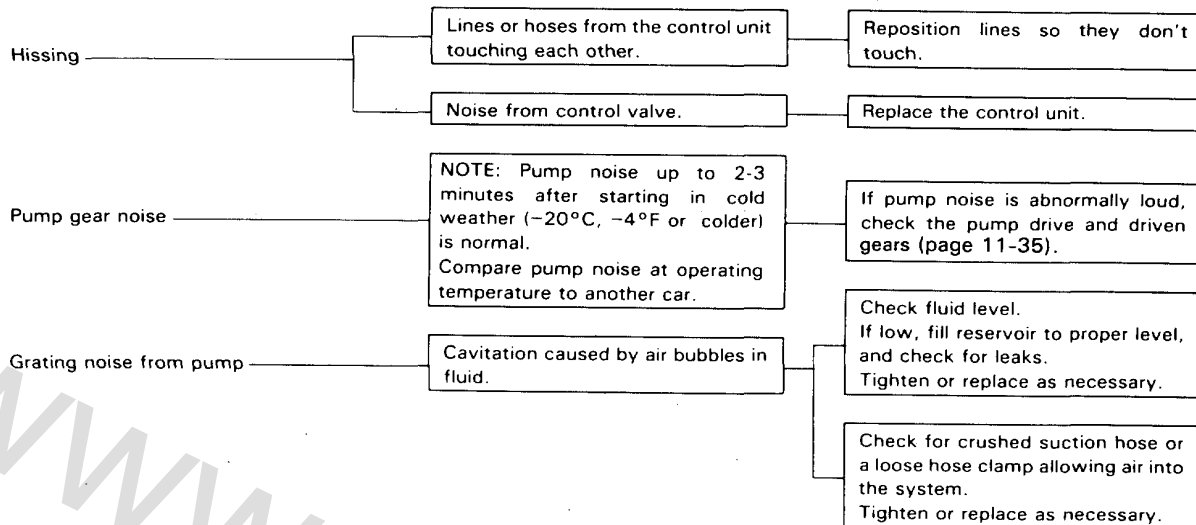 Hissing
Lines or hoses from the control unit
touching each other.
Reposition lines so they don't
touch.
Noise from control valve.
Replace the control unit.
Pump gear noise
NOTE: Pump noise up to 2-3
minutes after starting in cold
weather (−20°C, −4°F or colder)
is normal.
Compare pump noise at operating
temperature to another car.
If pump noise is abnormally loud,
check the pump drive and driven
gears (page 11-35).
Grating noise from pump
Cavitation caused by air bubbles in
fluid.
Check fluid level.
If low, fill reservoir to proper level,
and check for leaks.
Tighten or replace as necessary.
Check for crushed suction hose or
a loose hose clamp allowing air into
the system.
Tighten or replace as necessary.
WWW